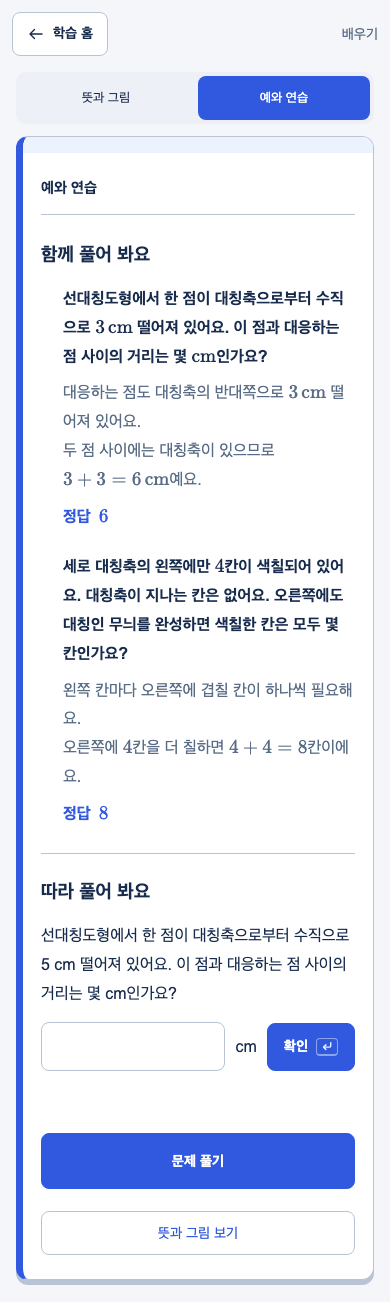 ← 학습 홈
배우기
뜻과 그림
예와 연습
예와 연습
함께 풀어 봐요
선대칭도형에서 한 점이 대칭축으로부터 수직
으로 3 cm 떨어져 있어요. 이 점과 대응하는
점 사이의 거리는 몇 cm인가요?
대응하는 점도 대칭축의 반대쪽으로 3 cm 떨
어져 있어요.
두 점 사이에는 대칭축이 있으므로
3 + 3 = 6 cm예요.
정답 6
세로 대칭축의 왼쪽에만 4칸이 색칠되어 있어
요. 대칭축이 지나는 칸은 없어요. 오른쪽에도
대칭인 무늬를 완성하면 색칠한 칸은 모두 몇
칸인가요?
왼쪽 칸마다 오른쪽에 겹칠 칸이 하나씩 필요해
요.
오른쪽에 4칸을 더 칠하면 4 + 4 = 8칸이에
요.
정답 8
따라 풀어 봐요
선대칭도형에서 한 점이 대칭축으로부터 수직으로
5 cm 떨어져 있어요. 이 점과 대응하는 점 사이의
거리는 몇 cm인가요?
cm
확인 ↵
문제 풀기
뜻과 그림 보기